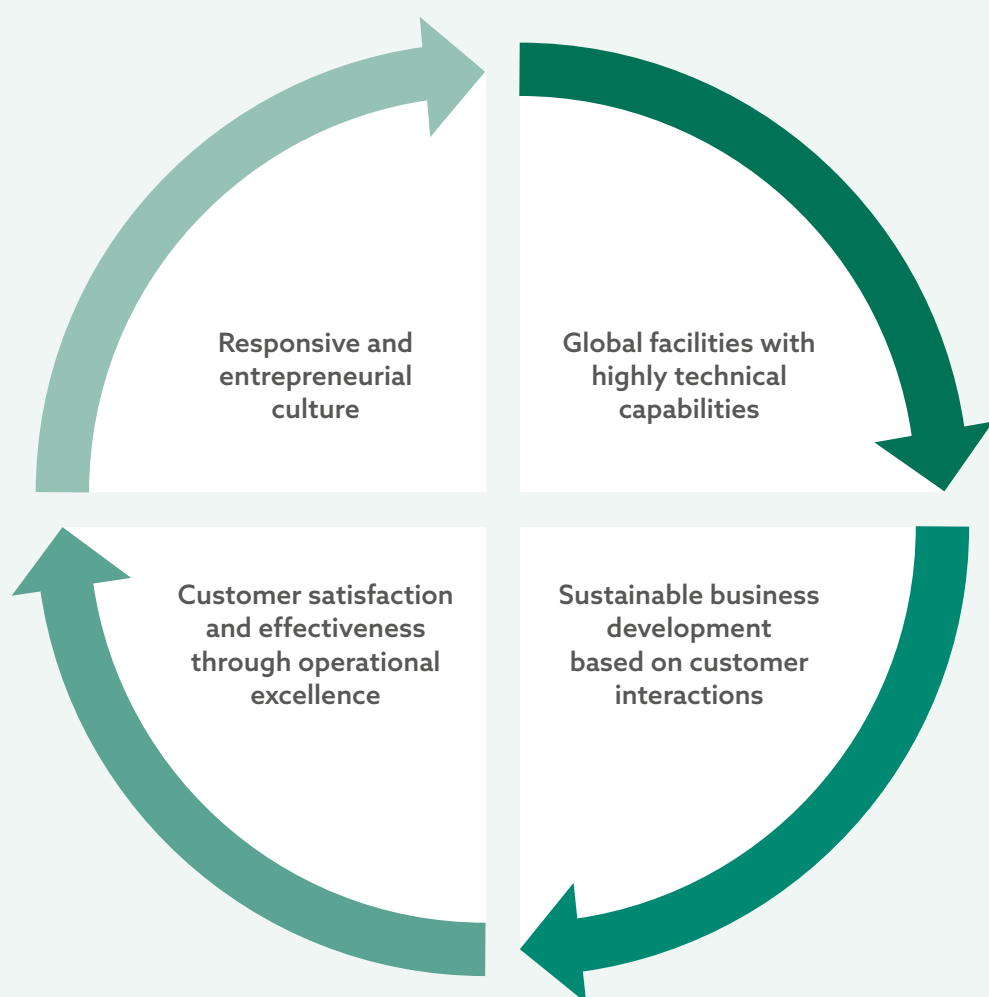 Responsive and
entrepreneurial
culture
Global facilities with
highly technical
capabilities
Customer satisfaction
and effectiveness
through operational
excellence
Sustainable business
development
based on customer
interactions